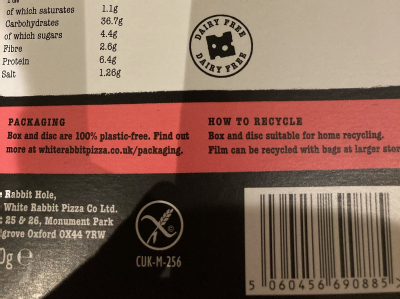 of which saturates 1.1g
Carbohydrates 36.7g
of which sugars 4.4g
Fibre 2.6g
Protein 6.4g
Salt 1.26g
DAIRY FREE
DAIRY FREE
PACKAGING
Box and disc are 100% plastic-free. Find out
more at whiterabbitpizza.co.uk/packaging.
HOW TO RECYCLE
Box and disc suitable for home recycling.
Film can be recycled with bags at larger stor
Rabbit Hole,
White Rabbit Pizza Co Ltd.
25 & 26, Monument Park
lgrove Oxford OX44 7RW
0g e
CUK-M-256
5 060456 690885 >